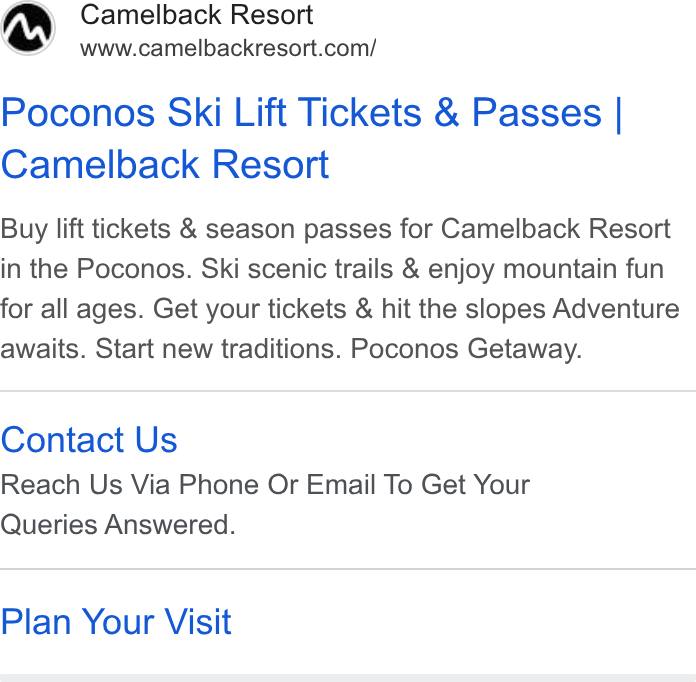 Camelback Resort
www.camelbackresort.com/
Poconos Ski Lift Tickets & Passes |
Camelback Resort
Buy lift tickets & season passes for Camelback Resort
in the Poconos. Ski scenic trails & enjoy mountain fun
for all ages. Get your tickets & hit the slopes Adventure
awaits. Start new traditions. Poconos Getaway.
Contact Us
Reach Us Via Phone Or Email To Get Your
Queries Answered.
Plan Your Visit